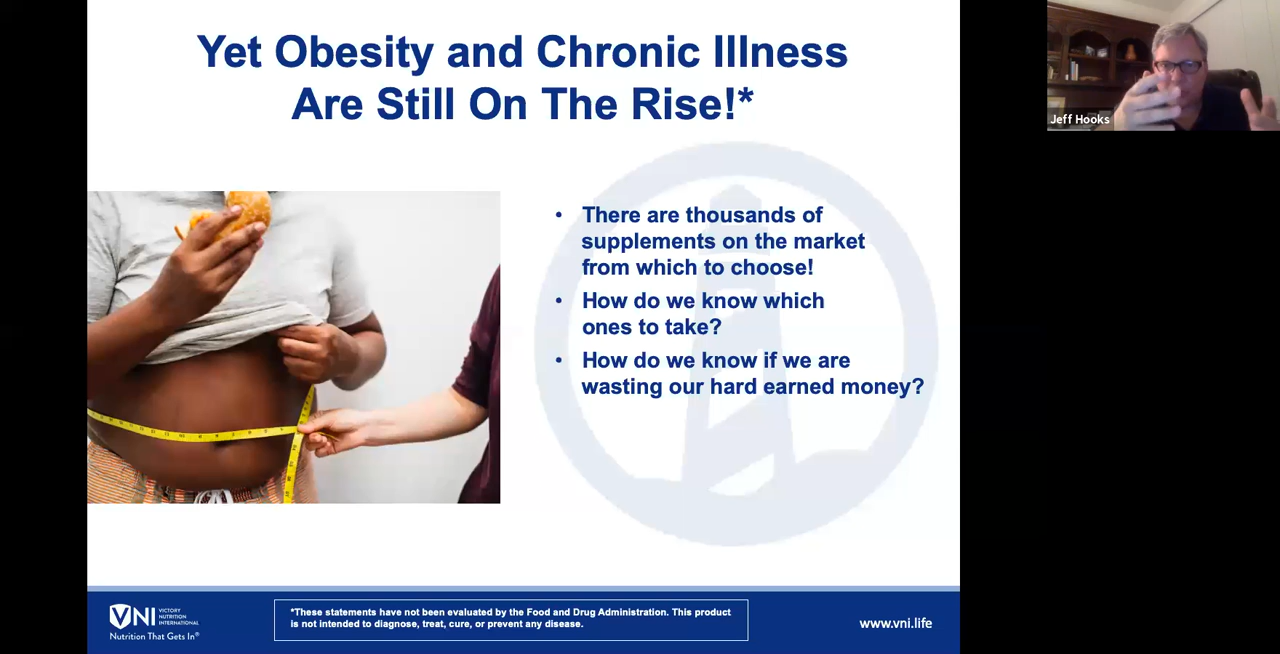 Yet Obesity and Chronic Illness
Are Still On The Rise!*
Jeff Hooks
• There are thousands of
supplements on the market
from which to choose!
• How do we know which
ones to take?
• How do we know if we are
wasting our hard earned money?
VNI
VICTORY
NUTRITION
INTERNATIONAL
Nutrition That Gets In®
*These statements have not been evaluated by the Food and Drug Administration. This product
is not intended to diagnose, treat, cure, or prevent any disease.
www.vni.life